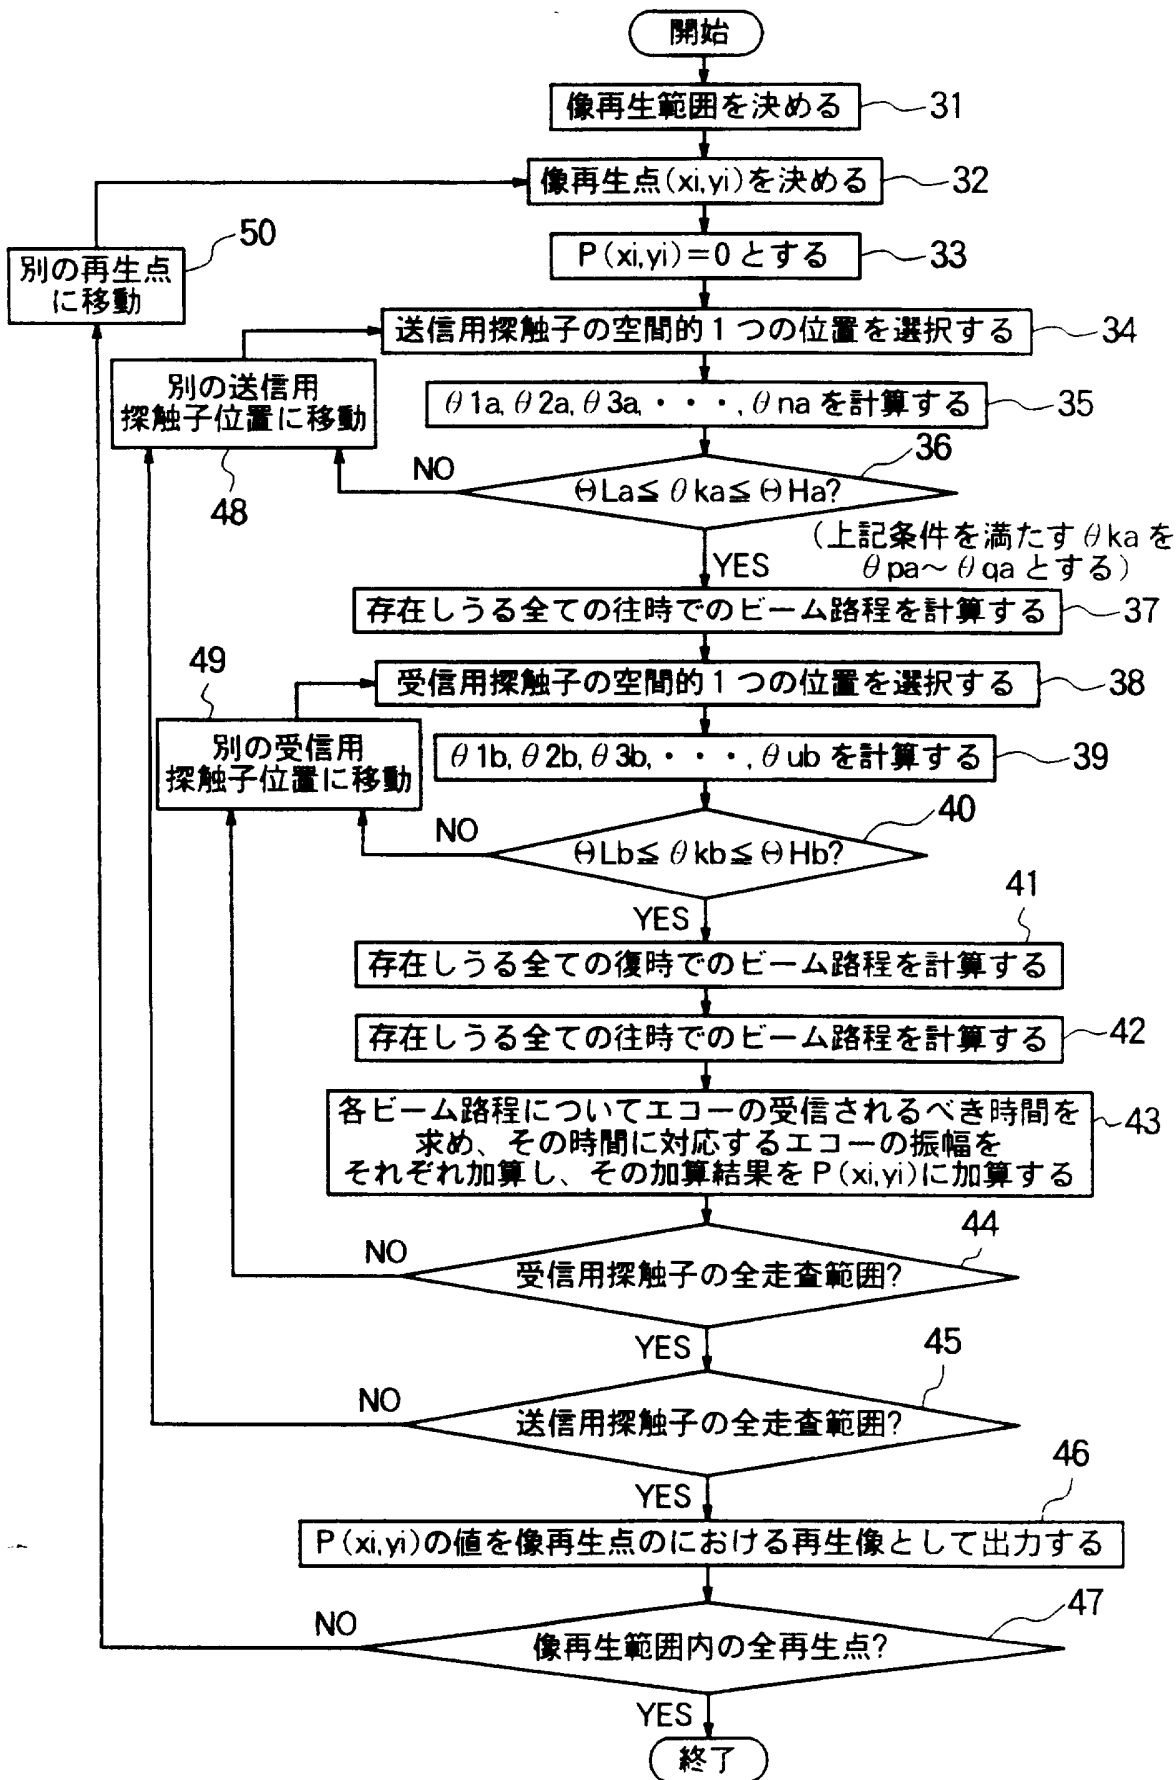 開始
像再生範囲を決める
31
像再生点(xi,yi)を決める
32
50
別の再生点
に移動
P(xi,yi)=0とする
33
送信用探触子の空間的1つの位置を選択する
34
別の送信用
探触子位置に移動
48
θ1a,θ2a,θ3a,・・・,θnaを計算する
35
36
NO
ΘLa≦θka≦ΘHa?
(上記条件を満たすθkaを
θpa~θqaとする)
YES
存在しうる全ての往時でのビーム路程を計算する
37
49
受信用探触子の空間的1つの位置を選択する
38
別の受信用
探触子位置に移動
θ1b,θ2b,θ3b,・・・,θubを計算する
39
40
NO
ΘLb≦θkb≦ΘHb?
YES
41
存在しうる全ての復時でのビーム路程を計算する
存在しうる全ての往時でのビーム路程を計算する
42
各ビーム路程についてエコーの受信されるべき時間を
求め、その時間に対応するエコーの振幅を
それぞれ加算し、その加算結果をP(xi,yi)に加算する
43
44
NO
受信用探触子の全走査範囲?
YES
45
NO
送信用探触子の全走査範囲?
YES
46
P(xi,yi)の値を像再生点のにおける再生像として出力する
47
NO
像再生範囲内の全再生点?
YES
終了